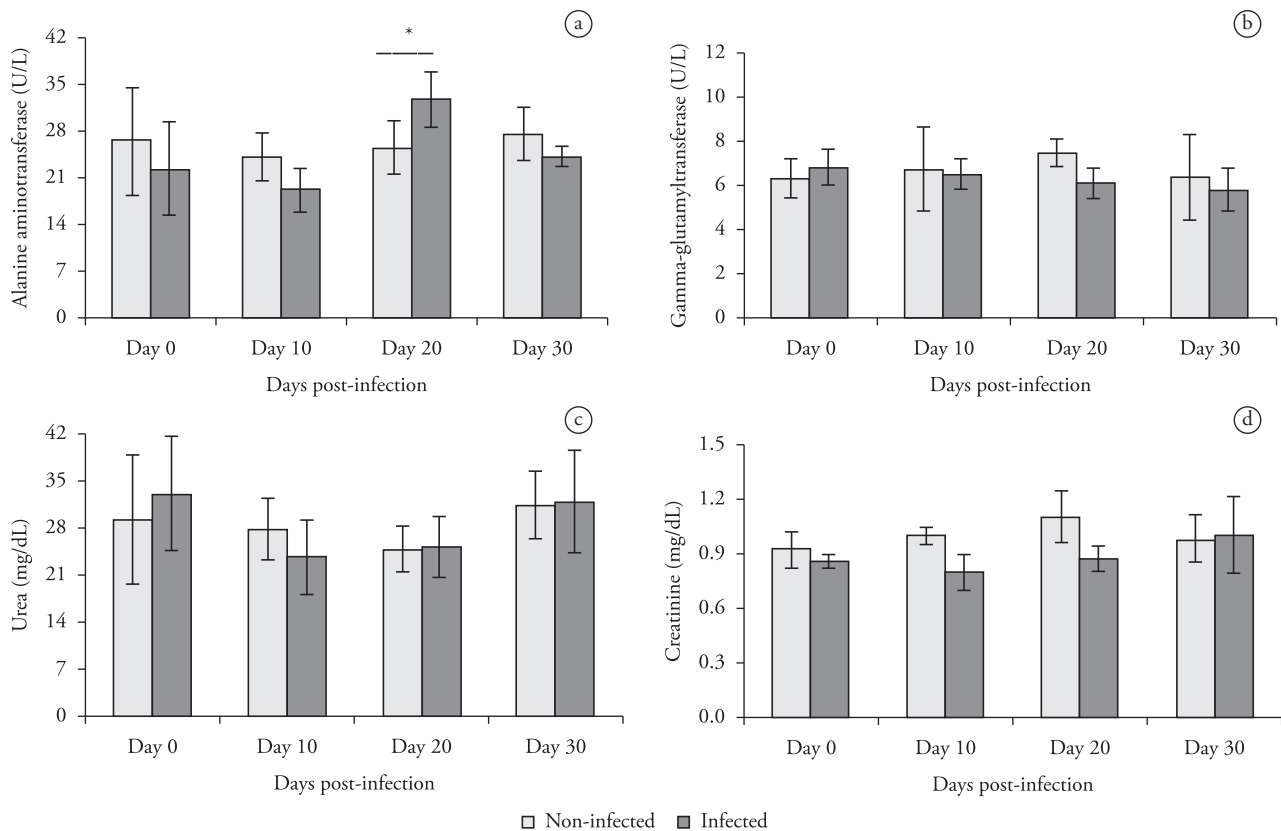 a
Alanine aminotransferase (U/L)
42
35
28
21
14
7
0
*
Day 0 Day 10 Day 20 Day 30
Days post-infection
b
Gamma-glutamyltransferase (U/L)
12
10
8
6
4
2
0
Day 0 Day 10 Day 20 Day 30
Days post-infection
c
Urea (mg/dL)
42
35
28
21
14
7
0
Day 0 Day 10 Day 20 Day 30
Days post-infection
d
Creatinine (mg/dL)
1.5
1.2
0.9
0.6
0.3
0.0
Day 0 Day 10 Day 20 Day 30
Days post-infection
Non-infected Infected